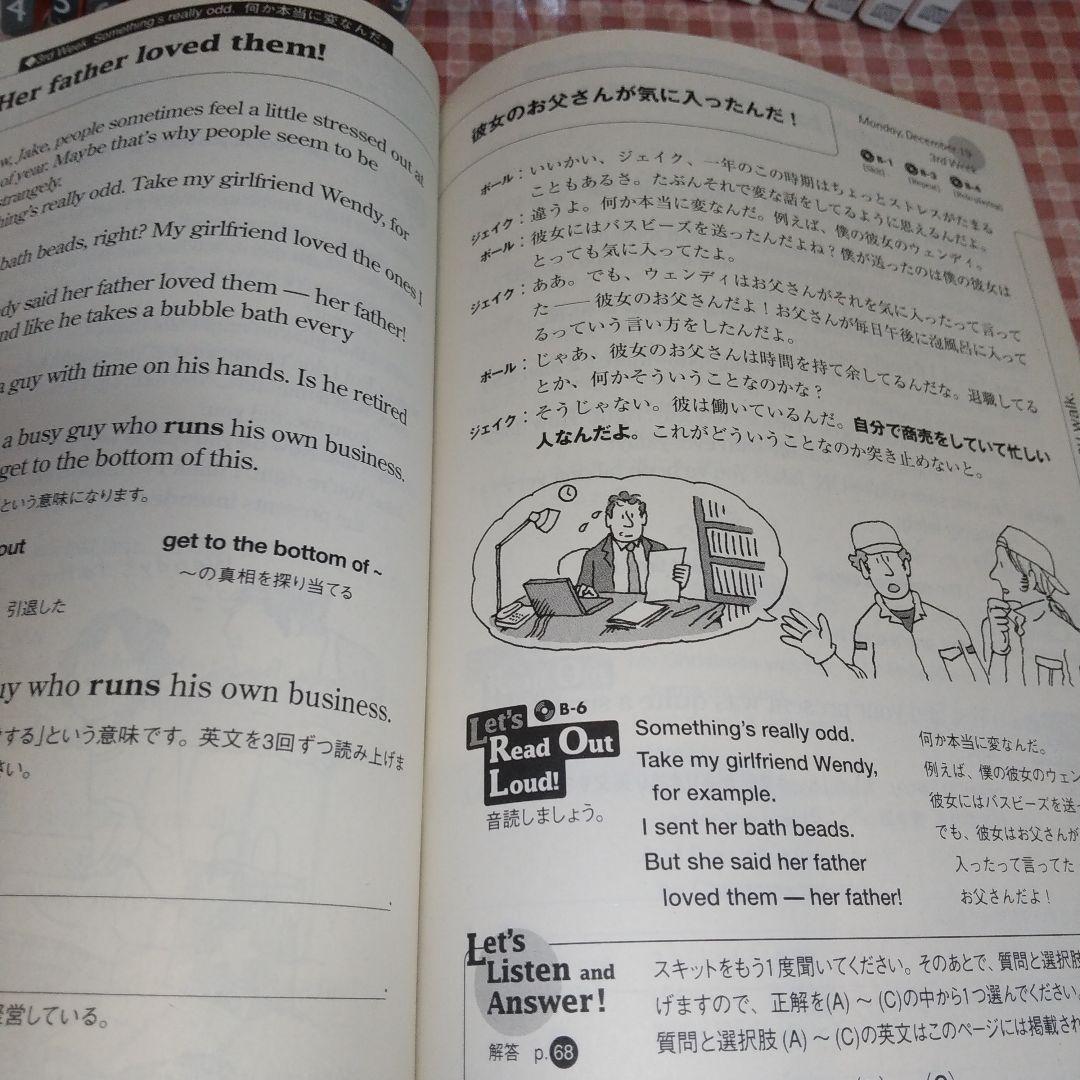 4 5
3rd Week Something's really odd. 何か本当に変なんだ。
Her father loved them!
Jake, people sometimes feel a little stressed out at
of year. Maybe that's why people seem to be
strangely.
thing's really odd. Take my girlfriend Wendy, for
bath beads, right? My girlfriend loved the ones I
dy said her father loved them — her father!
nd like he takes a bubble bath every
a guy with time on his hands. Is he retired
a busy guy who runs his own business.
get to the bottom of this.
という意味になります。
out
get to the bottom of ~
～の真相を探り当てる
引退した
uy who runs his own business.
する」という意味です。英文を3回ずつ読み上げま
さい。
経営している。
彼女のお父さんが気に入ったんだ！
Monday, December 19
3rd Week
B-1
B-3
B-4
(Skit)
(Repeat)
ポール：いいかい、ジェイク、一年のこの時期はちょっとストレスがたまる
こともあるさ。たぶんそれで変な話をしてるように思えるんだよ。
ジェイク：違うよ。何か本当に変なんだ。例えば、僕の彼女のウェンディ。
ポール：彼女にはバスビーズを送ったんだよね？僕が送ったのは僕の彼女は
とっても気に入ってたよ。
ジェイク：ああ。でも、ウェンディはお父さんがそれを気に入ったって言って
た――彼女のお父さんだよ！お父さんが毎日午後に泡風呂に入って
るっていう言い方をしたんだよ。
ポール：じゃあ、彼女のお父さんは時間を持て余してるんだな。退職してる
とか、何かそういうことなのかな？
ジェイク：そうじゃない。彼は働いているんだ。自分で商売をしていて忙しい
人なんだよ。これがどういうことなのか突き止めないと。
Let's Read Out Loud!
B-6
音読しましょう。
Something's really odd.
Take my girlfriend Wendy,
for example.
I sent her bath beads.
But she said her father
loved them — her father!
何か本当に変なんだ。
例えば、僕の彼女のウェン
彼女にはバスビーズを送っ
でも、彼女はお父さんが
入ったって言ってた
お父さんだよ！
Let's
Listen and
Answer!
解答 p.68
スキットをもう1度聞いてください。そのあとで、質問と選択肢
げますので、正解を(A)～(C)の中から1つ選んでください。
質問と選択肢(A)～(C)の英文はこのページには掲載され